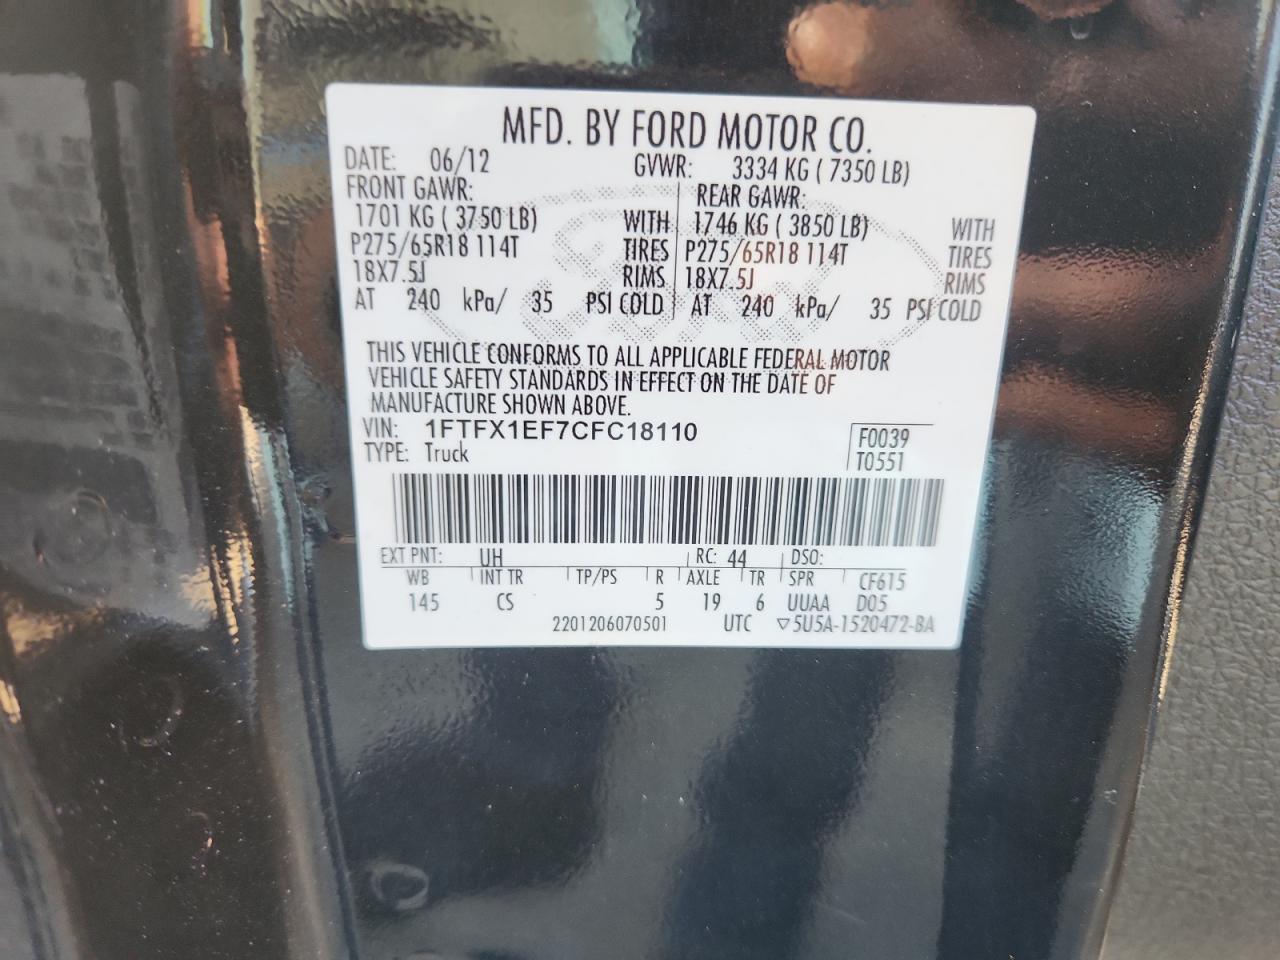 MFD. BY FORD MOTOR CO.
DATE: 06/12 GVWR: 3334 KG ( 7350 LB)
FRONT GAWR: REAR GAWR:
1701 KG ( 3750 LB) WITH 1746 KG ( 3850 LB) WITH
P275/65R18 114T TIRES P275/65R18 114T TIRES
18X7.5J RIMS 18X7.5J RIMS
AT 240 kPa/ 35 PSI COLD AT 240 kPa/ 35 PSI COLD
THIS VEHICLE CONFORMS TO ALL APPLICABLE FEDERAL MOTOR
VEHICLE SAFETY STANDARDS IN EFFECT ON THE DATE OF
MANUFACTURE SHOWN ABOVE.
VIN: 1FTFX1EF7CFC18110 F0039
TYPE: Truck T0551
EXT PNT: UH RC: 44 DSO:
WB INT TR TP/PS R AXLE TR SPR CF615
145 CS 5 19 6 UUAA D05
2201206070501 UTC ▽5U5A-1520472-BA